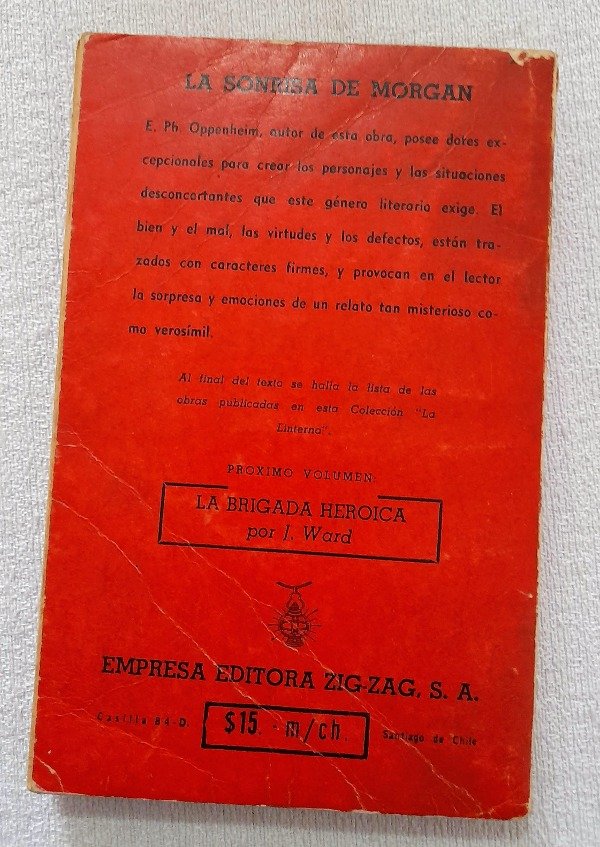 LA SONRISA DE MORGAN
E. Ph. Oppenheim, autor de esta obra, posee dotes ex-
cepcionales para crear los personajes y las situaciones
desconcertantes que este género literario exige. El
bien y el mal, las virtudes y los defectos, están tra-
zados con caracteres firmes, y provocan en el lector
la sorpresa y emociones de un relato tan misterioso co-
mo verosímil.
Al final del texto se halla la lista de las
obras publicadas en esta Colección "La
Linterna".
PROXIMO VOLUMEN:
LA BRIGADA HEROICA
por J. Ward
EMPRESA EDITORA ZIG-ZAG, S. A.
Casilla 84-D.
$15.- m/ch.
Santiago de Chile